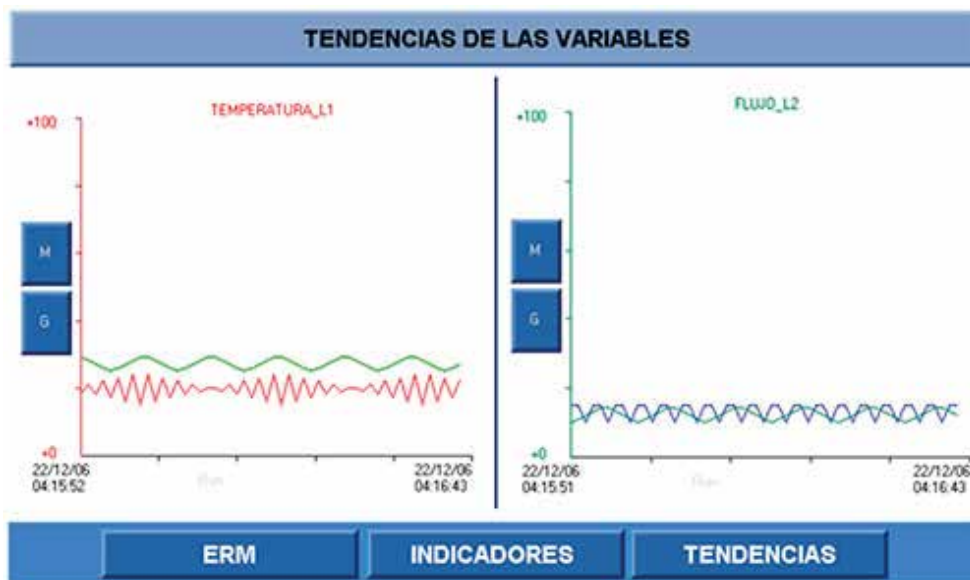 TENDENCIAS DE LAS VARIABLES
TEMPERATURA_L1
+100
M
G
+0
22/12/06
04:15:52
22/12/06
04:16:43
FLUJO_L2
+100
M
G
+0
22/12/06
04:15:51
22/12/06
04:16:43
ERM
INDICADORES
TENDENCIAS